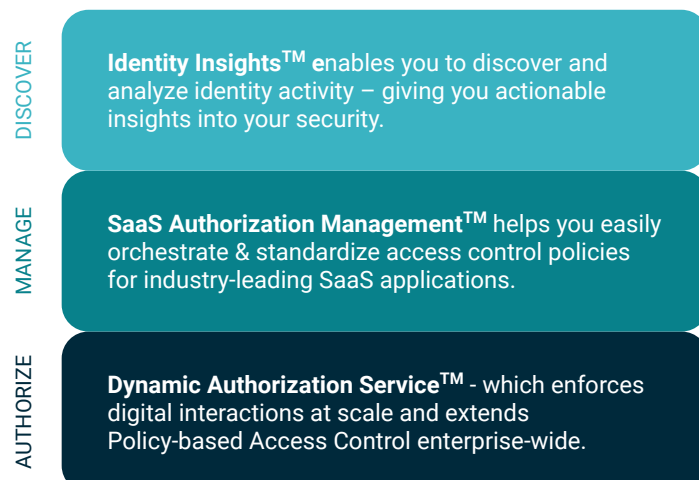 DISCOVER
Identity Insights™ enables you to discover and
analyze identity activity – giving you actionable
insights into your security.
MANAGE
SaaS Authorization Management™ helps you easily
orchestrate & standardize access control policies
for industry-leading SaaS applications.
AUTHORIZE
Dynamic Authorization Service™ - which enforces
digital interactions at scale and extends
Policy-based Access Control enterprise-wide.